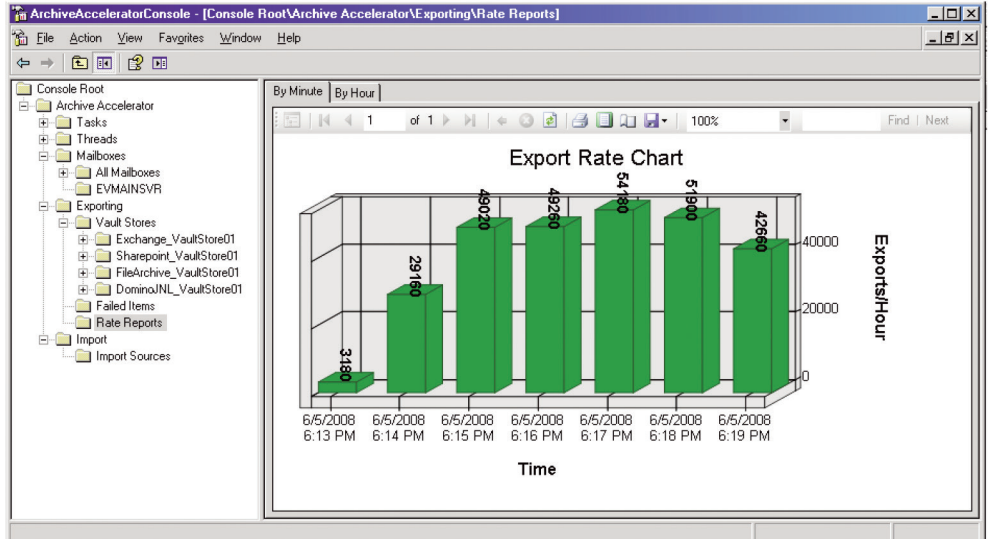 ArchiveAcceleratorConsole - [Console Root\Archive Accelerator\Exporting\Rate Reports]
File Action View Favorites Window Help
Console Root
Archive Accelerator
Tasks
Threads
Mailboxes
All Mailboxes
EVMAINSVR
Exporting
Vault Stores
Exchange_VaultStore01
Sharepoint_VaultStore01
FileArchive_VaultStore01
DominoJNL_VaultStore01
Failed Items
Rate Reports
Import
Import Sources
By Minute By Hour
1 of 1 100% Find | Next
Export Rate Chart
3180
29160
49020
49260
54180
51900
42660
40000
20000
0
Exports/Hour
6/5/2008 6/5/2008 6/5/2008 6/5/2008 6/5/2008 6/5/2008 6/5/2008
6:13 PM 6:14 PM 6:15 PM 6:16 PM 6:17 PM 6:18 PM 6:19 PM
Time